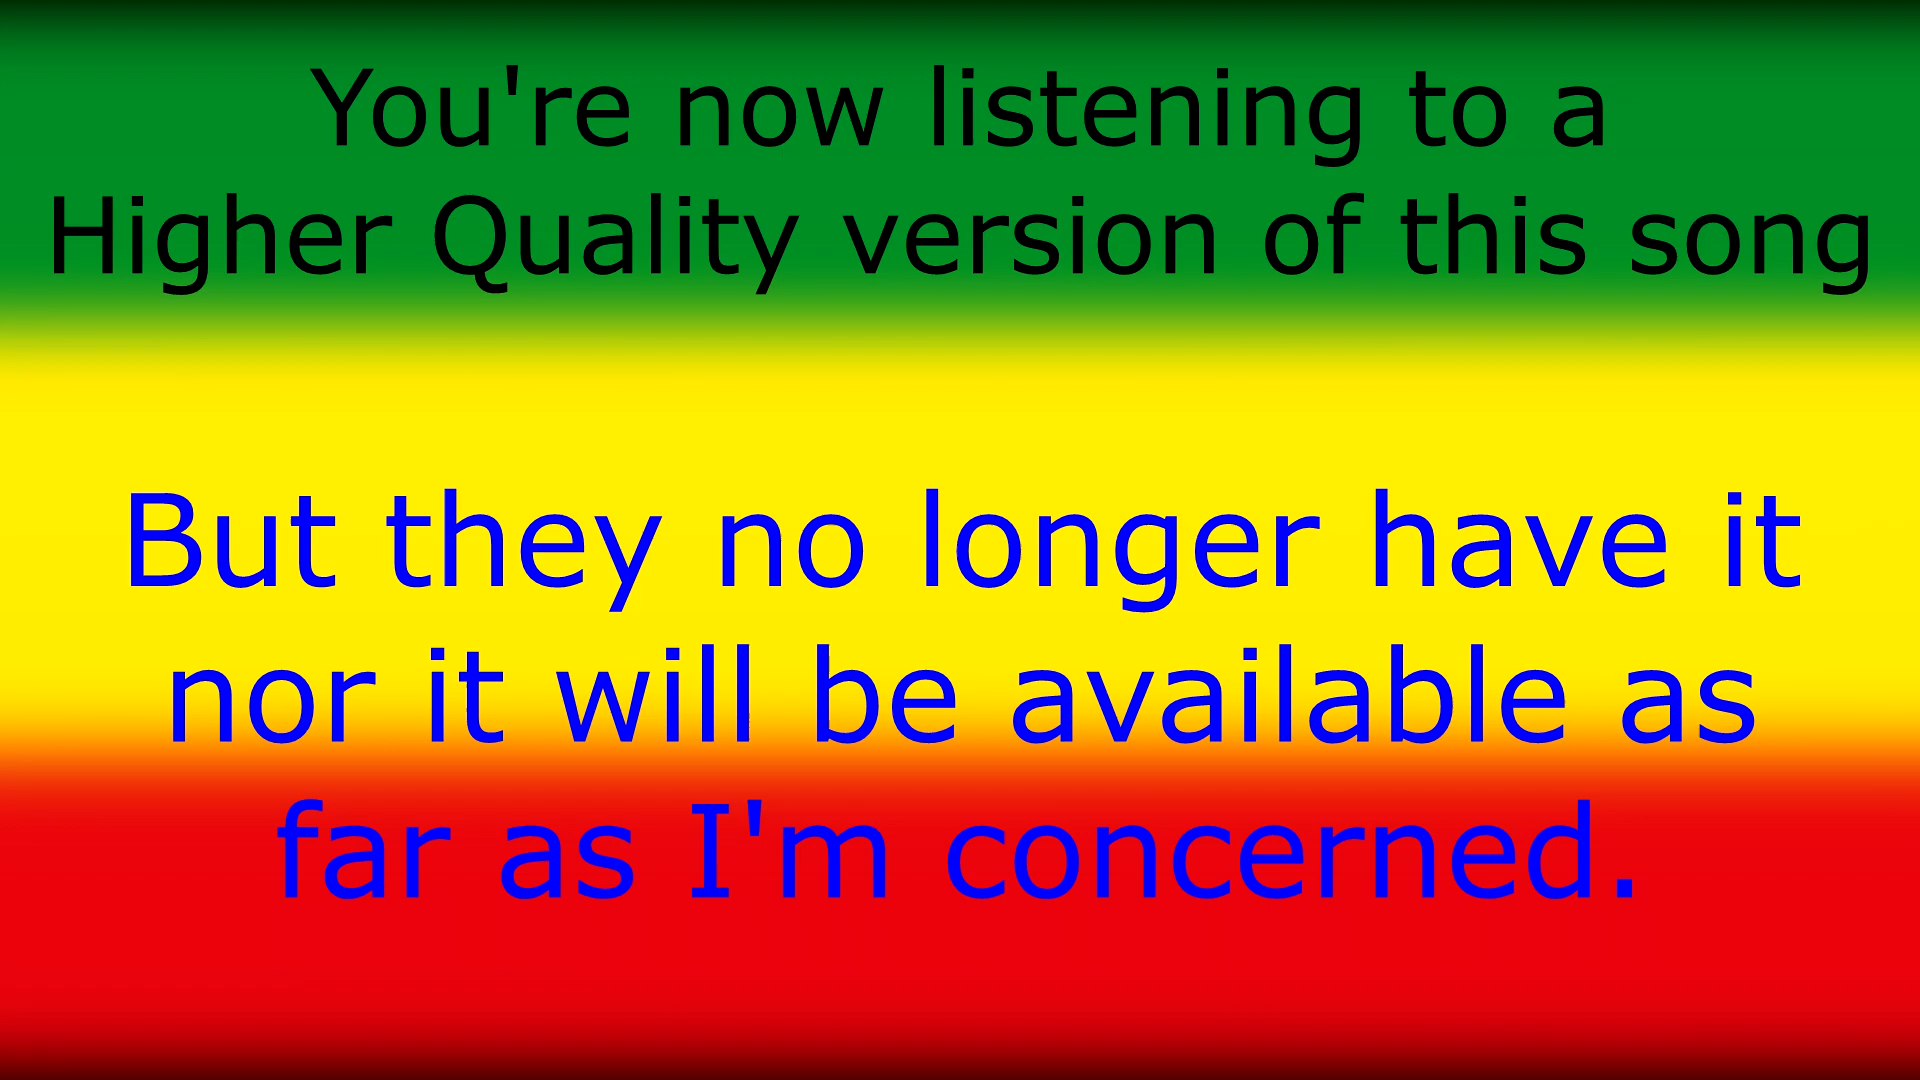 You're now listening to a
Higher Quality version of this song
But they no longer have it
nor it will be available as
far as I'm concerned.